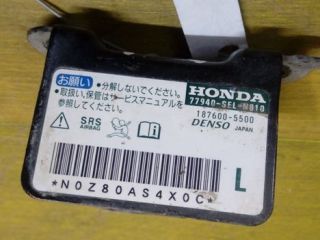 お願い
•分解しないでください。
•取扱い,保管はサービスマニュアルを
参照してください。
HONDA
77940-SEL-N010
187600-5500
DENSO JAPAN
SRS
AIRBAG
*N0Z80AS4X0C*
L